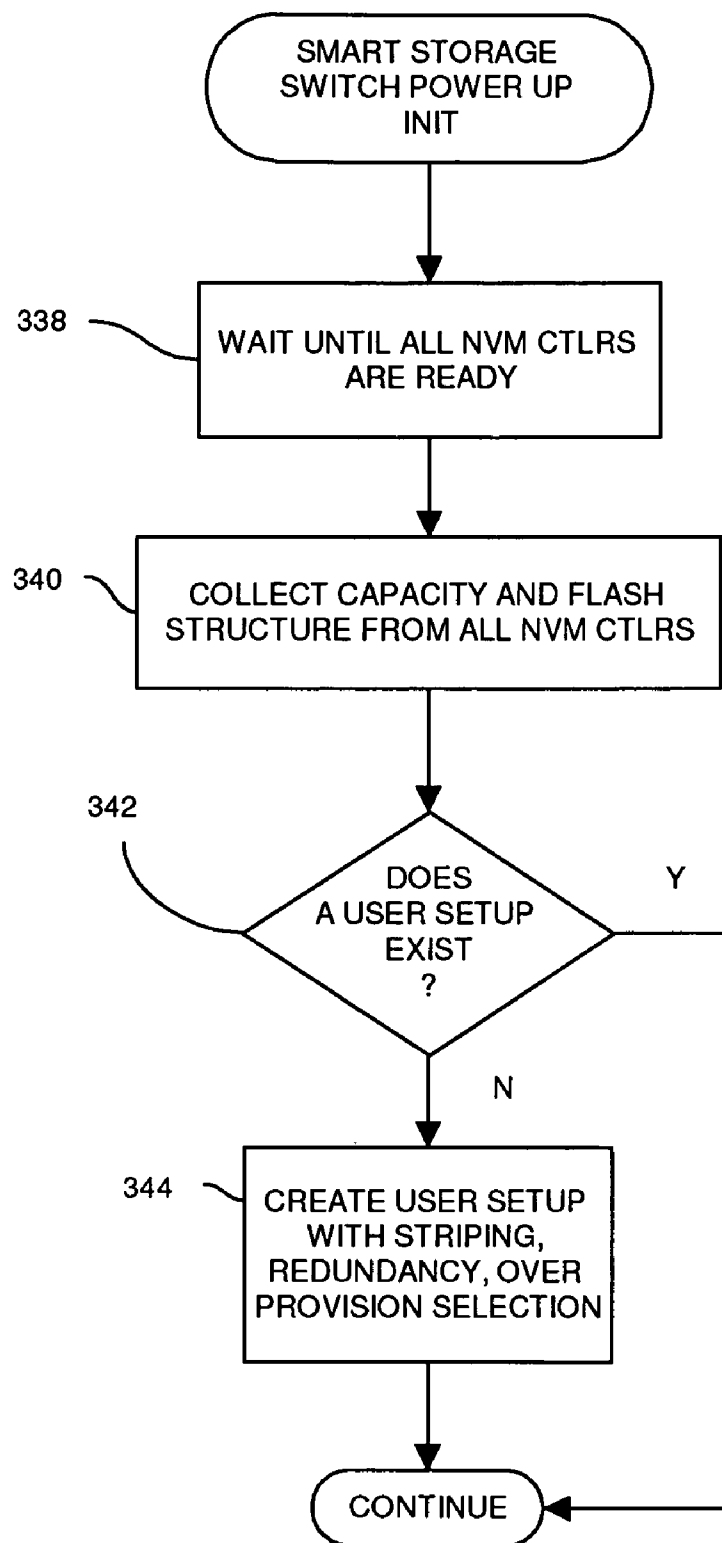 SMART STORAGE
SWITCH POWER UP
INIT
338
WAIT UNTIL ALL NVM CTLRS
ARE READY
340
COLLECT CAPACITY AND FLASH
STRUCTURE FROM ALL NVM CTLRS
342
DOES
A USER SETUP
EXIST
?
Y
N
344
CREATE USER SETUP
WITH STRIPING,
REDUNDANCY, OVER
PROVISION SELECTION
CONTINUE